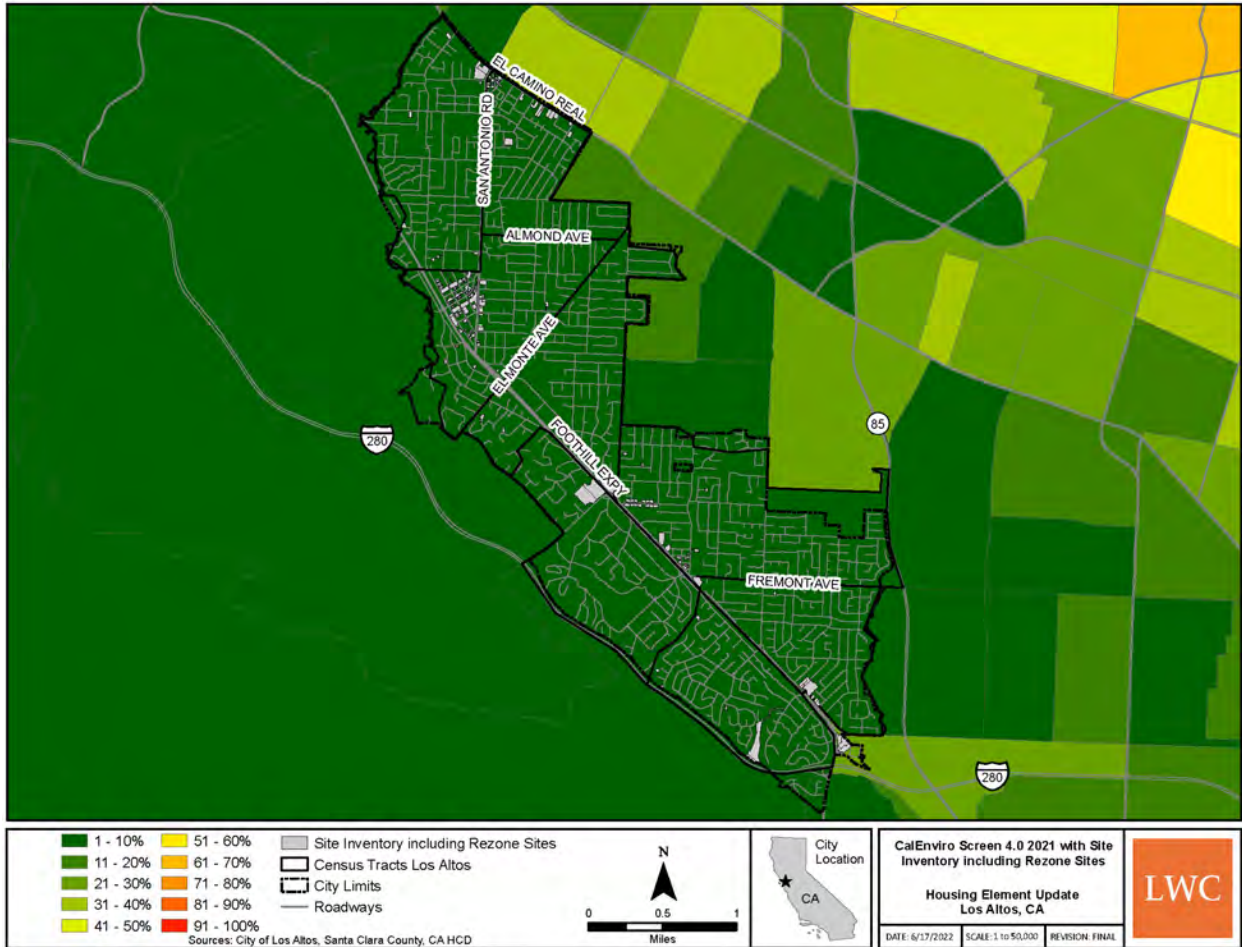 EL CAMINO REAL
SAN ANTONIO RD
ALMOND AVE
EL MONTE AVE
280
FOOTHILL EXPY
85
FREMONT AVE
280
1 - 10%
11 - 20%
21 - 30%
31 - 40%
41 - 50%
51 - 60%
61 - 70%
71 - 80%
81 - 90%
91 - 100%
Site Inventory including Rezone Sites
Census Tracts Los Altos
City Limits
Roadways
Sources: City of Los Altos, Santa Clara County, CA HCD
N
0 0.5 1
Miles
City
Location
CA
CalEnviro Screen 4.0 2021 with Site
Inventory including Rezone Sites
Housing Element Update
Los Altos, CA
DATE: 6/17/2022 SCALE: 1 to 50,000 REVISION: FINAL
LWC